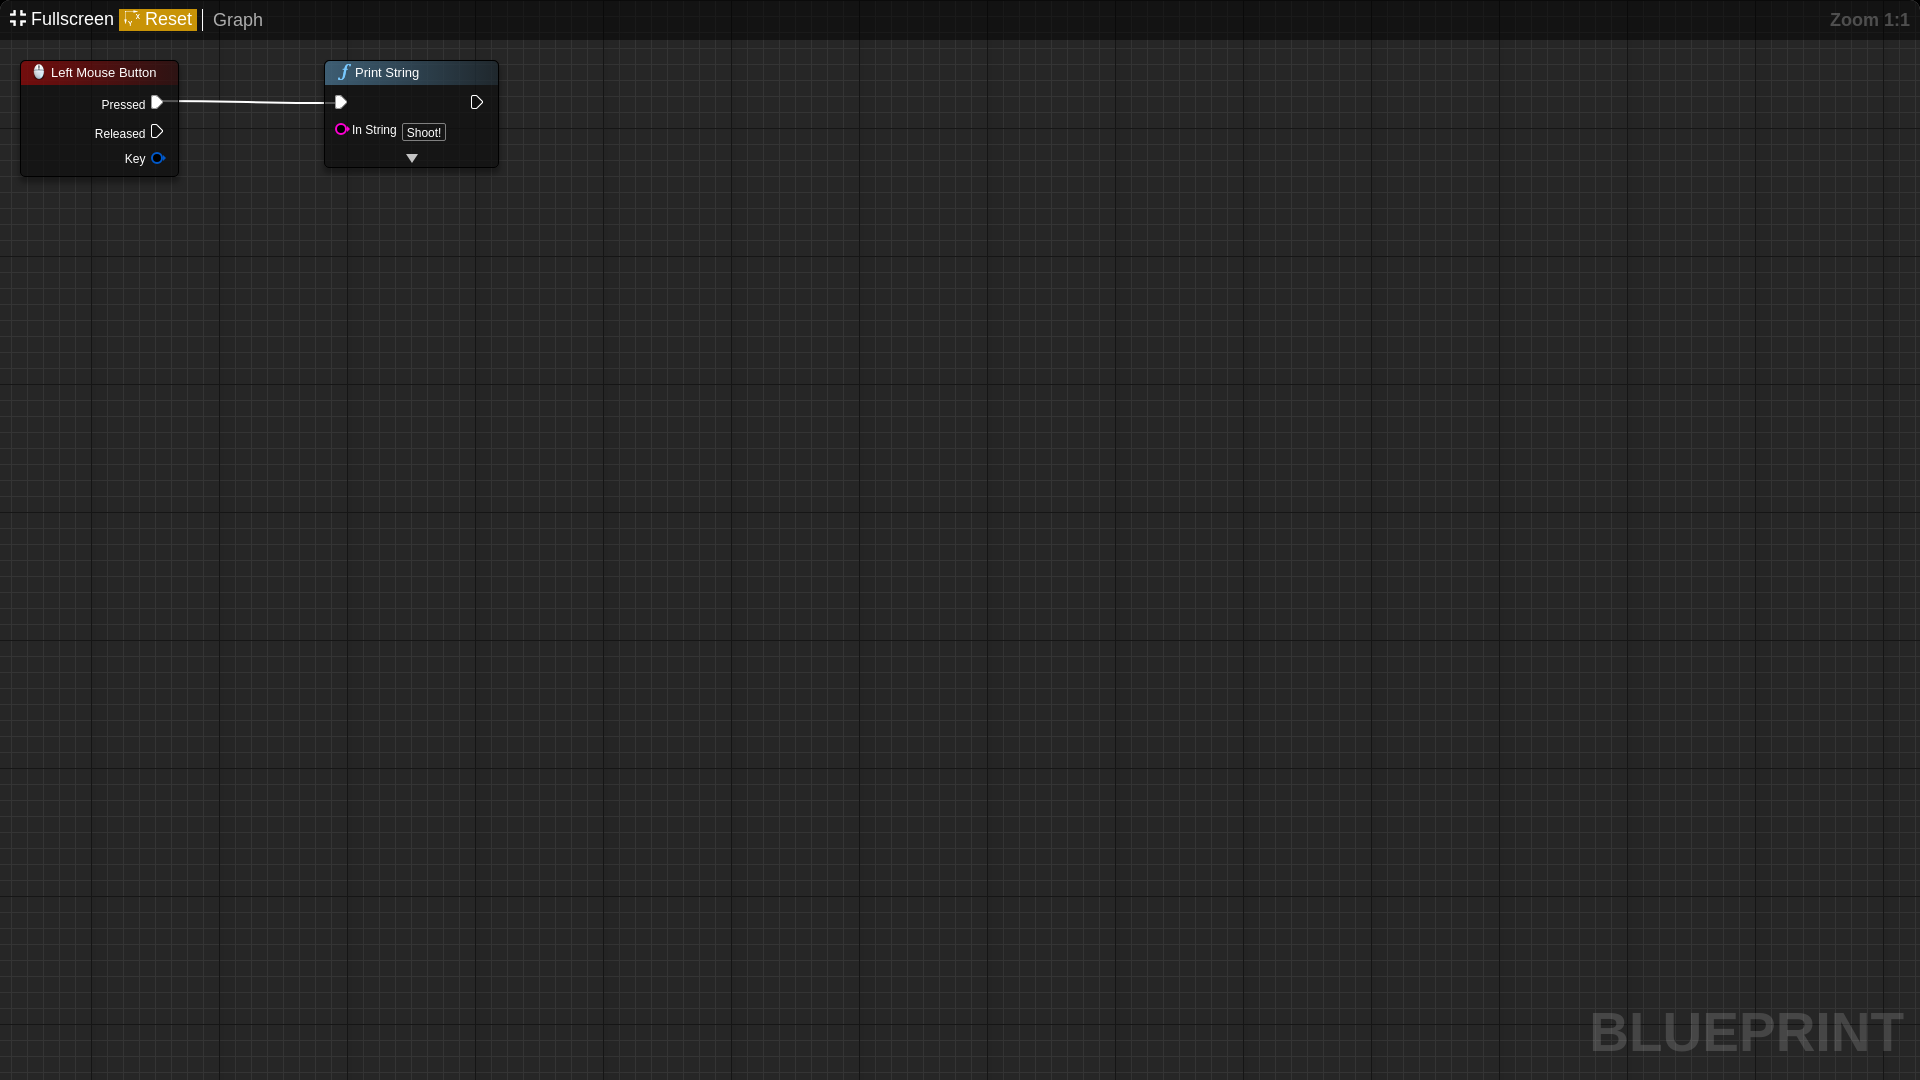 Fullscreen Reset Graph
Zoom 1:1
Left Mouse Button
Pressed
Released
Key
Print String
In String Shoot!
BLUEPRINT